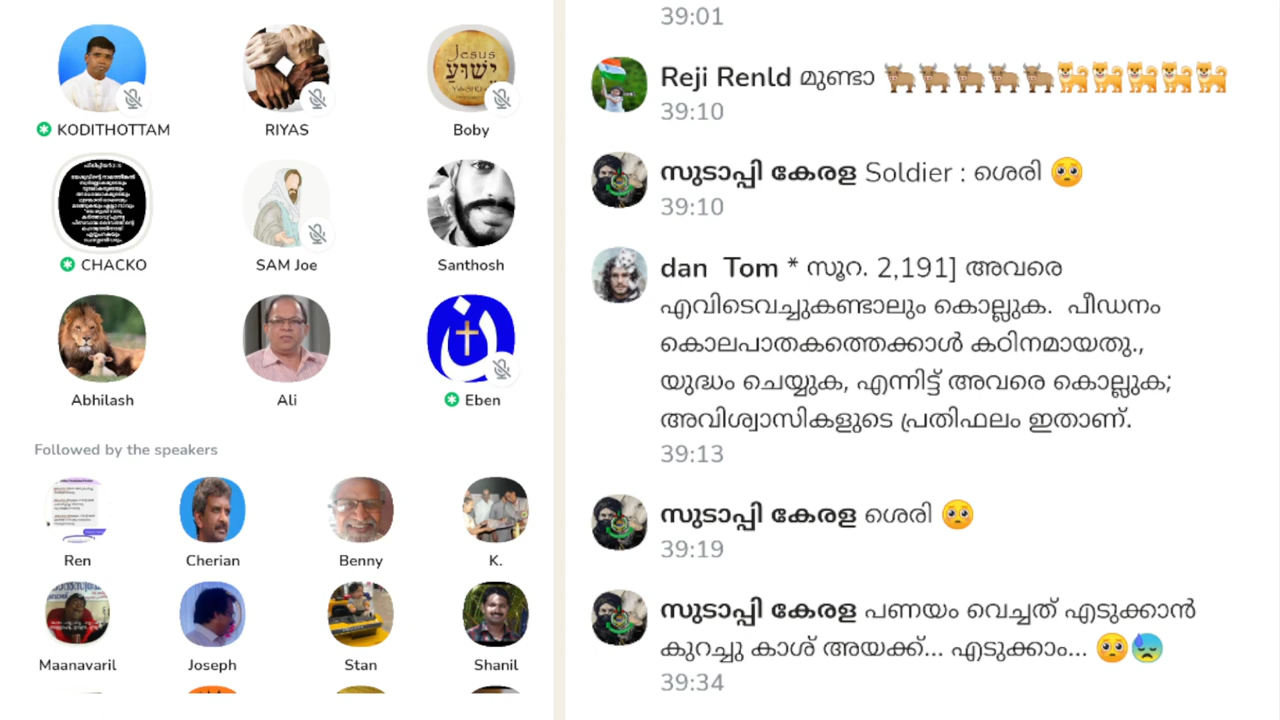 KODITHOTTAM
RIYAS
Jesus
ישוע
Boby
CHACKO
SAM Joe
Santhosh
Abhilash
Ali
Eben
Followed by the speakers
Ren
Cherian
Benny
K.
Maanavaril
Joseph
Stan
Shanil
39:01
Reji Renld മുണ്ടാ 🐂🐂🐂🐂🐂🐕🐕🐕🐕🐕
39:10
സുടാപ്പി കേരള Soldier : ശെരി 🥺
39:10
dan Tom * സൂറ. 2,191] അവരെ
എവിടെവച്ചുകണ്ടാലും കൊല്ലുക. പീഡനം
കൊലപാതകത്തെക്കാൾ കഠിനമായതു.,
യുദ്ധം ചെയ്യുക, എന്നിട്ട് അവരെ കൊല്ലുക;
അവിശ്വാസികളുടെ പ്രതിഫലം ഇതാണ്.
39:13
സുടാപ്പി കേരള ശെരി 🥺
39:19
സുടാപ്പി കേരള പണയം വെച്ചത് എടുക്കാൻ
കുറച്ചു കാശ് അയക്ക്... എടുക്കാം... 🥺😓
39:34